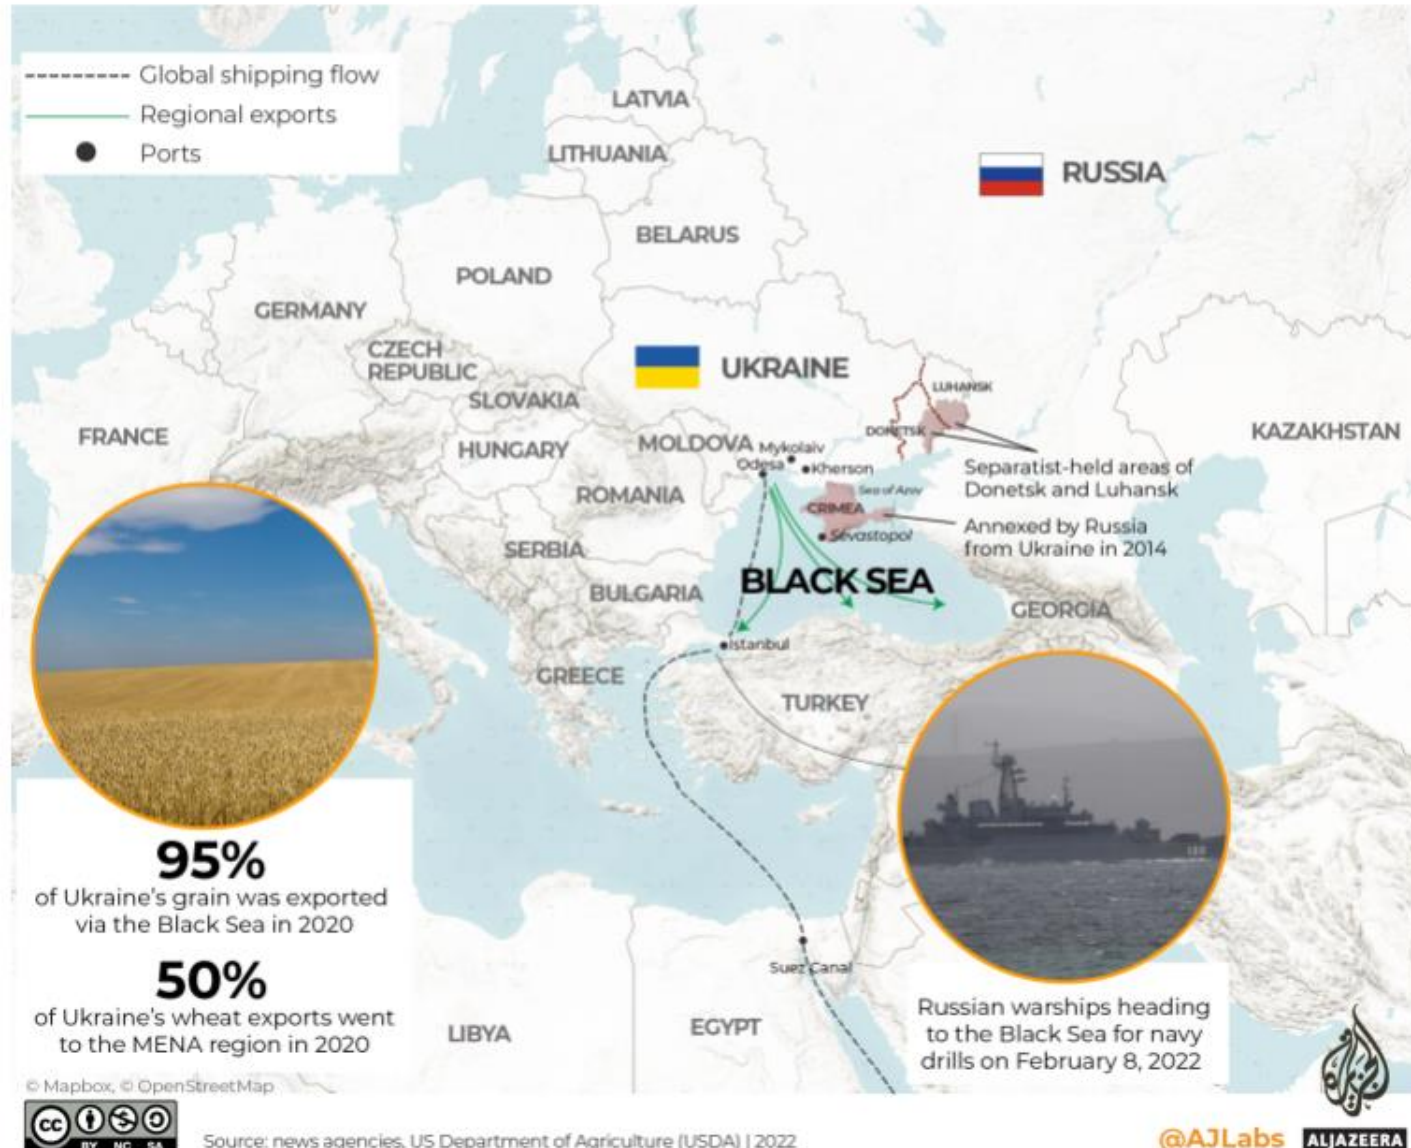 Global shipping flow
Regional exports
Ports
LATVIA
LITHUANIA
RUSSIA
BELARUS
POLAND
GERMANY
CZECH
REPUBLIC
UKRAINE
SLOVAKIA
LUHANSK
FRANCE
HUNGARY
MOLDOVA
Mykolaiv
DONETSK
KAZAKHSTAN
Odesa
Kherson
Separatist-held areas of
Donetsk and Luhansk
ROMANIA
Sea of Azov
CRIMEA
Annexed by Russia
from Ukraine in 2014
Sevastopol
SERBIA
BLACK SEA
BULGARIA
GEORGIA
Istanbul
GREECE
TURKEY
95%
of Ukraine's grain was exported
via the Black Sea in 2020
50%
of Ukraine's wheat exports went
to the MENA region in 2020
Suez Canal
LIBYA
EGYPT
Russian warships heading
to the Black Sea for navy
drills on February 8, 2022
© Mapbox, © OpenStreetMap
cc
BY NC SA
Source: news agencies, US Department of Agriculture (USDA) | 2022
@AJLabs
الجزيرة
ALJAZEERA